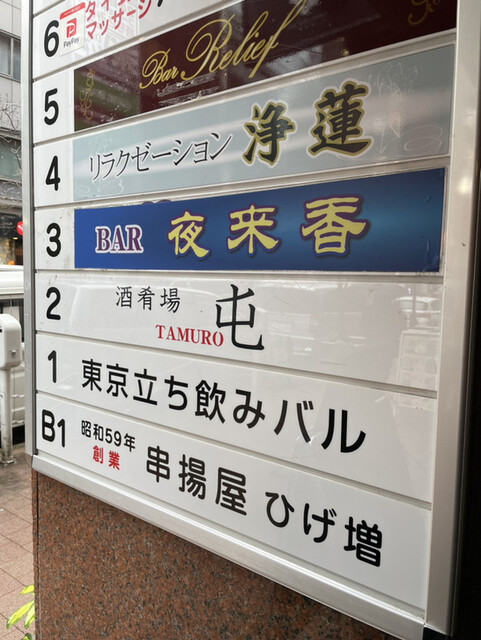 6 PayPay タイ
マッサージ
5 Bar Relief
4 リラクゼーション 浄蓮
3 BAR 夜来香
2 酒肴場 屯
TAMURO
1 東京立ち飲みバル
B1 昭和59年 創業 串揚屋 ひげ増